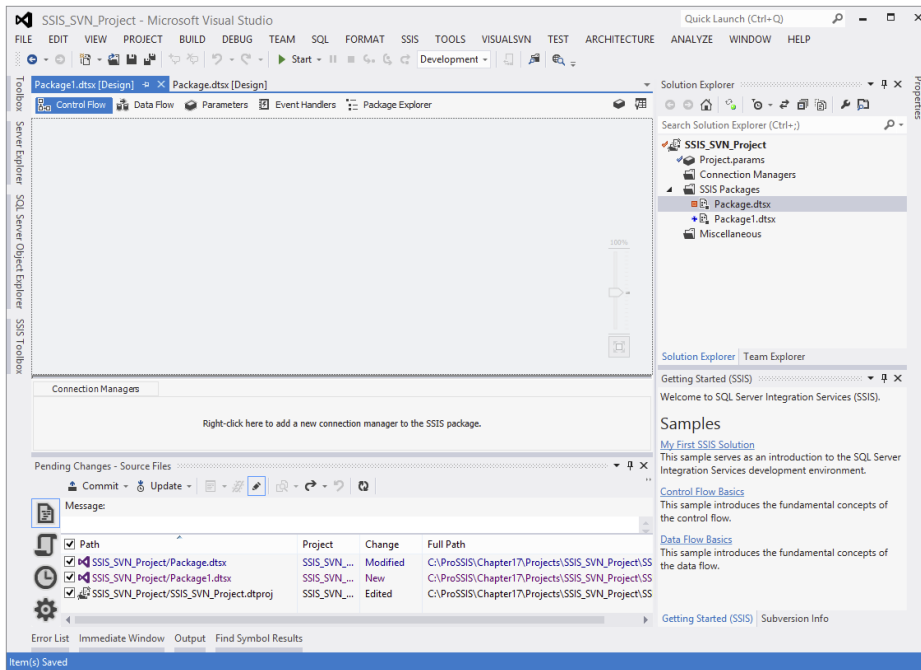 SSIS_SVN_Project - Microsoft Visual Studio
Quick Launch (Ctrl+Q)
FILE EDIT VIEW PROJECT BUILD DEBUG TEAM SQL FORMAT SSIS TOOLS VISUALSVN TEST ARCHITECTURE ANALYZE WINDOW HELP
Start Development
Toolbox
Server Explorer
SQL Server Object Explorer
SSIS Toolbox
Package1.dtsx [Design] Package.dtsx [Design]
Control Flow Data Flow Parameters Event Handlers Package Explorer
100%
Connection Managers
Right-click here to add a new connection manager to the SSIS package.
Pending Changes - Source Files
Commit Update
Message:
Path Project Change Full Path
SSIS_SVN_Project/Package.dtsx SSIS_SVN_... Modified C:\ProSSIS\Chapter17\Projects\SSIS_SVN_Project\SS
SSIS_SVN_Project/Package1.dtsx SSIS_SVN_... New C:\ProSSIS\Chapter17\Projects\SSIS_SVN_Project\SS
SSIS_SVN_Project/SSIS_SVN_Project.dtproj SSIS_SVN_... Edited C:\ProSSIS\Chapter17\Projects\SSIS_SVN_Project\SS
Error List Immediate Window Output Find Symbol Results
Item(s) Saved
Solution Explorer
Search Solution Explorer (Ctrl+;)
SSIS_SVN_Project
Project.params
Connection Managers
SSIS Packages
Package.dtsx
Package1.dtsx
Miscellaneous
Solution Explorer Team Explorer
Getting Started (SSIS)
Welcome to SQL Server Integration Services (SSIS).
Samples
My First SSIS Solution
This sample serves as an introduction to the SQL Server
Integration Services development environment.
Control Flow Basics
This sample introduces the fundamental concepts of
the control flow.
Data Flow Basics
This sample introduces the fundamental concepts of
the data flow.
Getting Started (SSIS) Subversion Info
Properties